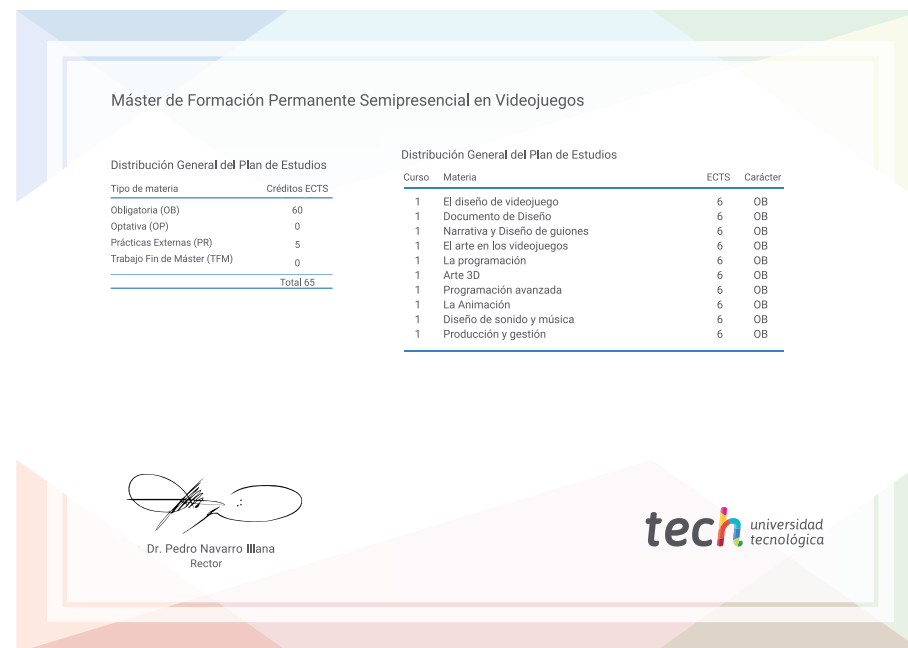 Máster de Formación Permanente Semipresencial en Videojuegos
Distribución General del Plan de Estudios
Tipo de materia Créditos ECTS
Obligatoria (OB) 60
Optativa (OP) 0
Prácticas Externas (PR) 5
Trabajo Fin de Máster (TFM) 0
Total 65
Distribución General del Plan de Estudios
Curso Materia ECTS Carácter
1 El diseño de videojuego 6 OB
1 Documento de Diseño 6 OB
1 Narrativa y Diseño de guiones 6 OB
1 El arte en los videojuegos 6 OB
1 La programación 6 OB
1 Arte 3D 6 OB
1 Programación avanzada 6 OB
1 La Animación 6 OB
1 Diseño de sonido y música 6 OB
1 Producción y gestión 6 OB
Dr. Pedro Navarro Illana
Rector
tech universidad
tecnológica